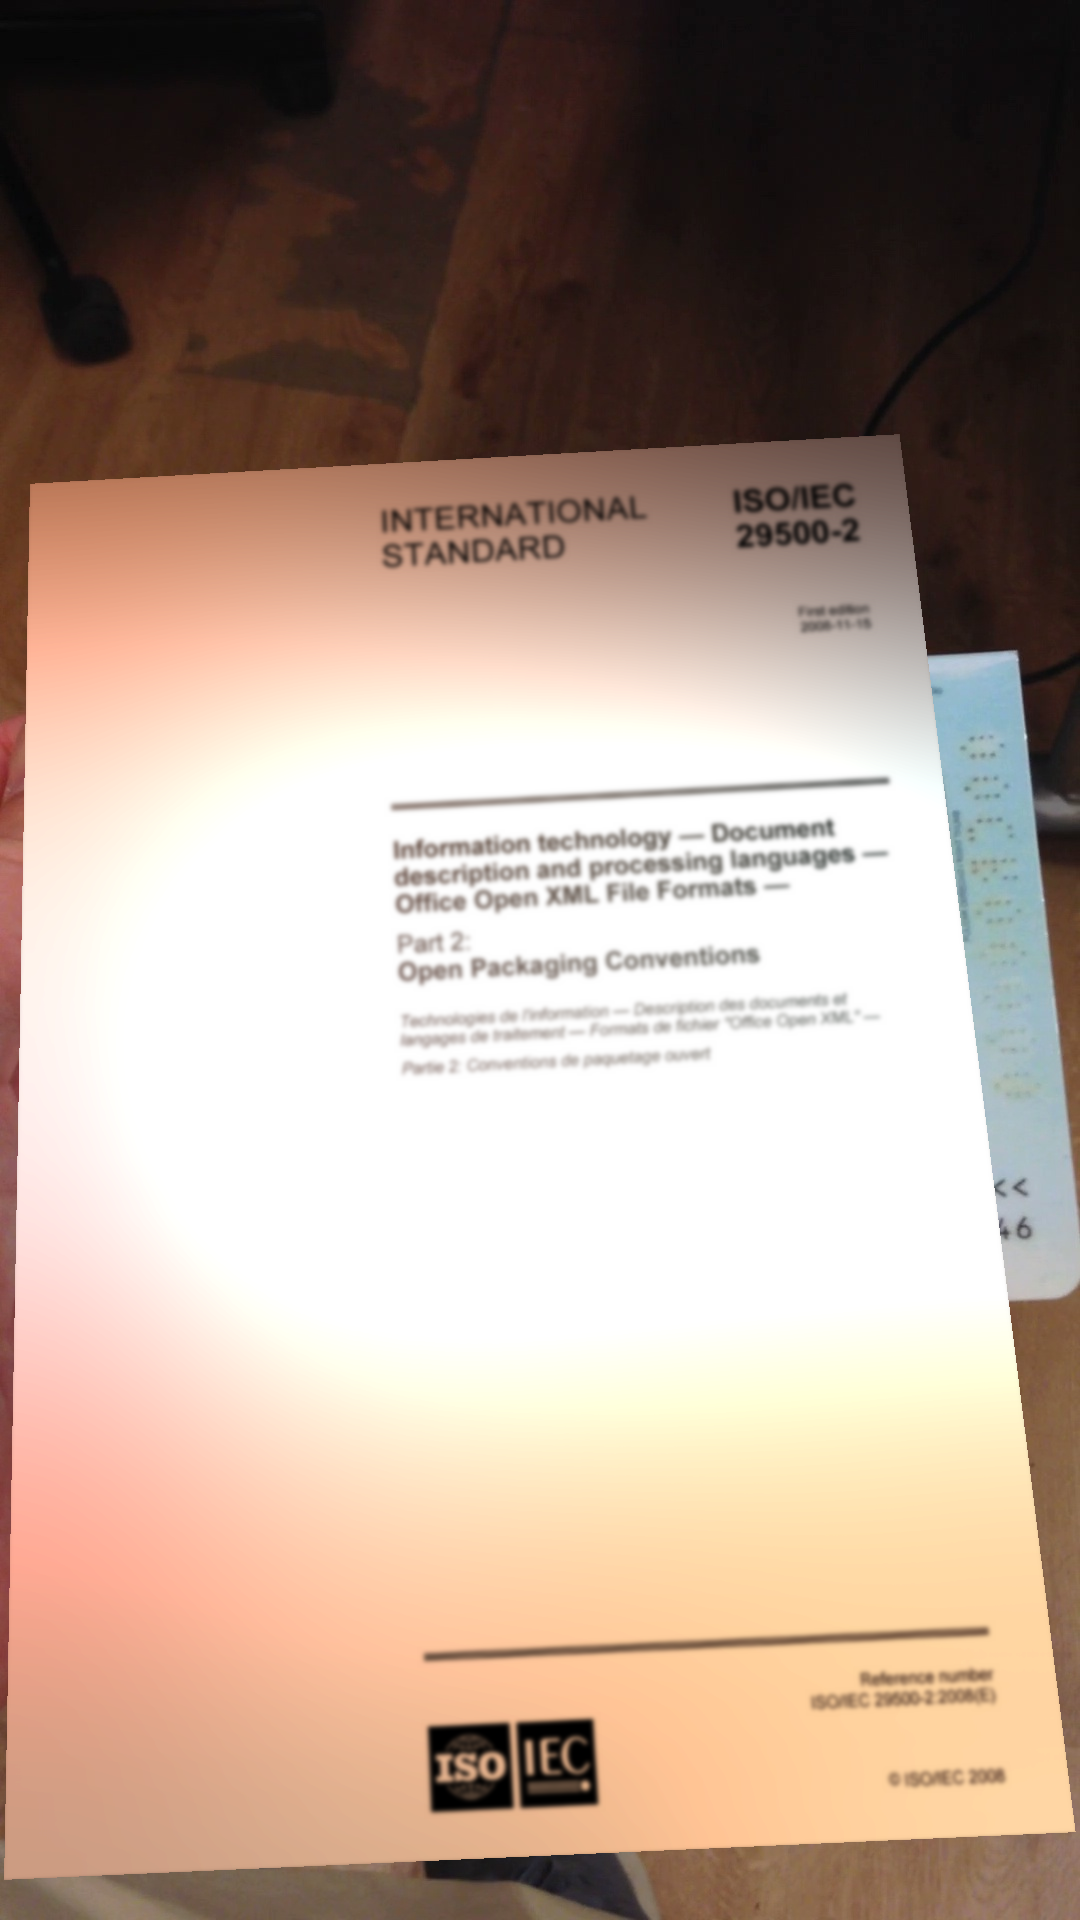 INTERNATIONAL
STANDARD
ISO/IEC
29500-2
First edition
2008-11-15
Information technology — Document
description and processing languages —
Office Open XML File Formats —
Part 2:
Open Packaging Conventions
Technologies de l'information — Description des documents et
langages de traitement — Formats de fichier "Office Open XML" —
Partie 2: Conventions de paquetage ouvert
Reference number
ISO/IEC 29500-2:2008(E)
ISO
IEC
© ISO/IEC 2008
<<
46